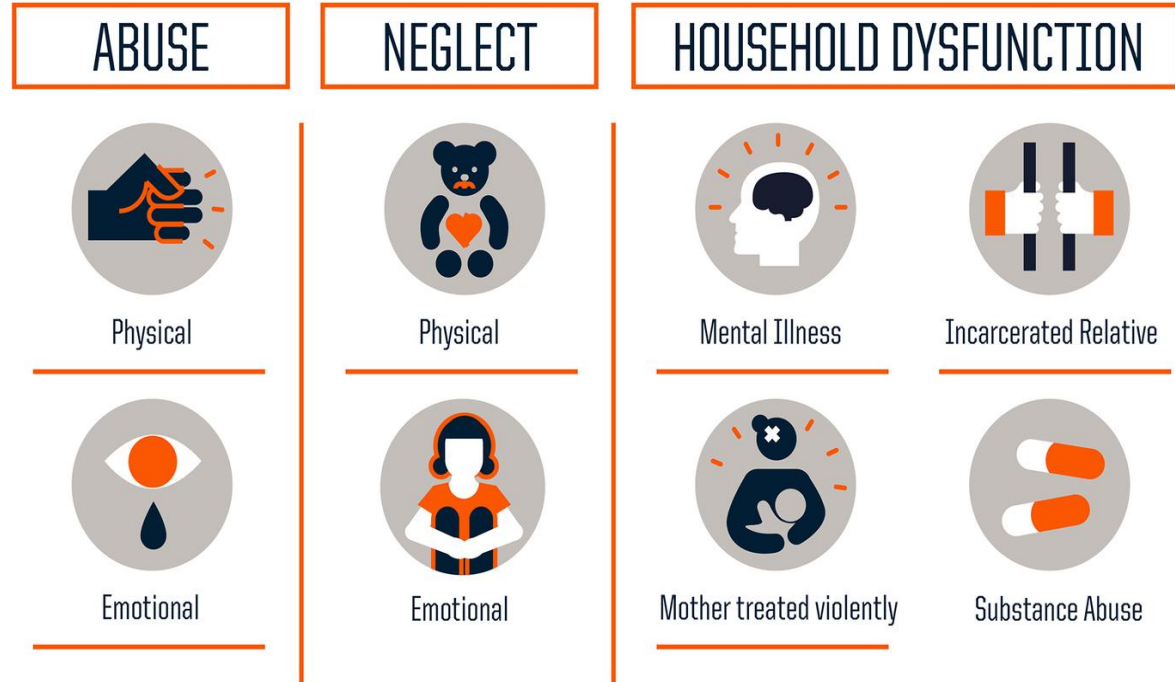 ABUSE
NEGLECT
HOUSEHOLD DYSFUNCTION
Physical
Physical
Mental Illness
Incarcerated Relative
Emotional
Emotional
Mother treated violently
Substance Abuse